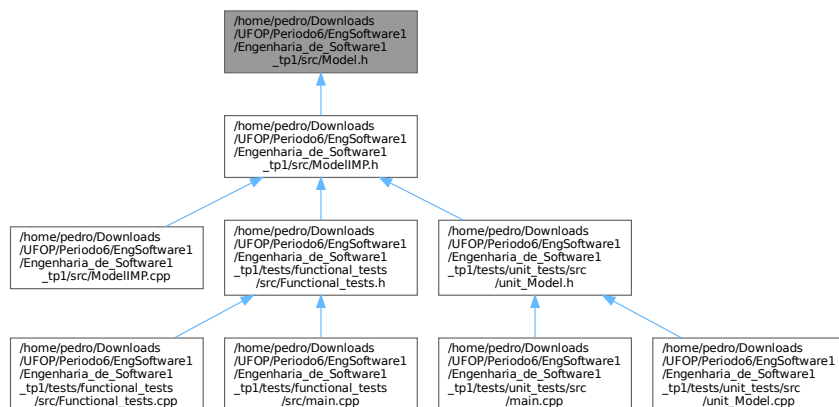 /home/pedro/Downloads
/UFOP/Periodo6/EngSoftware1
/Engenharia_de_Software1
_tp1/src/Model.h
/home/pedro/Downloads
/UFOP/Periodo6/EngSoftware1
/Engenharia_de_Software1
_tp1/src/ModelIMP.h
/home/pedro/Downloads
/UFOP/Periodo6/EngSoftware1
/Engenharia_de_Software1
_tp1/src/ModelIMP.cpp
/home/pedro/Downloads
/UFOP/Periodo6/EngSoftware1
/Engenharia_de_Software1
_tp1/tests/functional_tests
/src/Functional_tests.h
/home/pedro/Downloads
/UFOP/Periodo6/EngSoftware1
/Engenharia_de_Software1
_tp1/tests/unit_tests/src
/unit_Model.h
/home/pedro/Downloads
/UFOP/Periodo6/EngSoftware1
/Engenharia_de_Software1
_tp1/tests/functional_tests
/src/Functional_tests.cpp
/home/pedro/Downloads
/UFOP/Periodo6/EngSoftware1
/Engenharia_de_Software1
_tp1/tests/functional_tests
/src/main.cpp
/home/pedro/Downloads
/UFOP/Periodo6/EngSoftware1
/Engenharia_de_Software1
_tp1/tests/unit_tests/src
/main.cpp
/home/pedro/Downloads
/UFOP/Periodo6/EngSoftware1
/Engenharia_de_Software1
_tp1/tests/unit_tests/src
/unit_Model.cpp